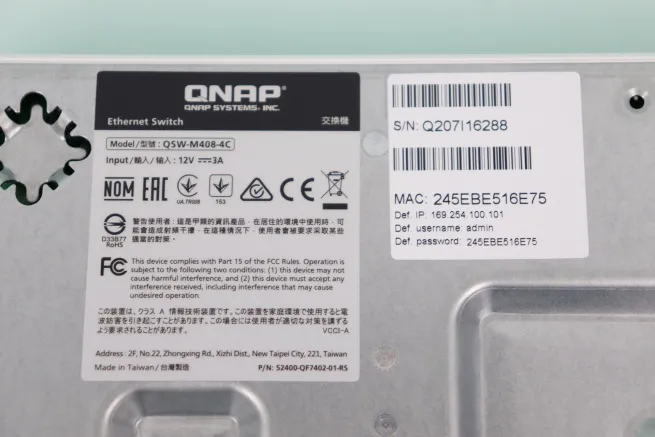 QNAP
QNAP SYSTEMS, INC.
Ethernet Switch
交換機
Model/型號: QSW-M408-4C
Input/輸入/输入: 12V 3A
NOM EAC UA.TR.028 153 CE
D33B77
RoHS
警告使用者：這是甲類的資訊產品，在居住的環境中使用時，可
能會造成射頻干擾，在這種情況下，使用者會被要求採取某些
適當的對策。
FC This device complies with Part 15 of the FCC Rules. Operation is
subject to the following two conditions: (1) this device may not
cause harmful interference, and (2) this device must accept any
interference received, including interference that may cause
undesired operation.
この装置は、クラス A 情報技術装置です。この装置を家庭環境で使用すると電
波妨害を引き起こすことがあります。この場合には使用者が適切な対策を講ずる
よう要求されることがあります。
VCCI-A
Address: 2F, No.22, Zhongxing Rd., Xizhi Dist., New Taipei City, 221, Taiwan
Made in Taiwan/台灣製造
P/N: 52400-QF7402-01-RS
S/N: Q207I16288
MAC: 245EBE516E75
Def. IP: 169.254.100.101
Def. username: admin
Def. password: 245EBE516E75